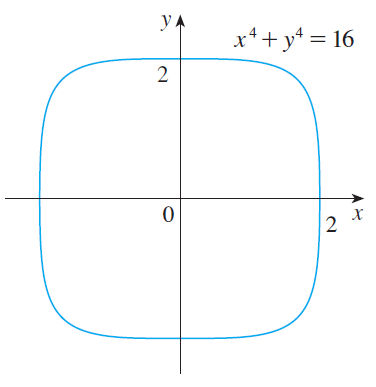 y
x⁴ + y⁴ = 16
2
0
2
x